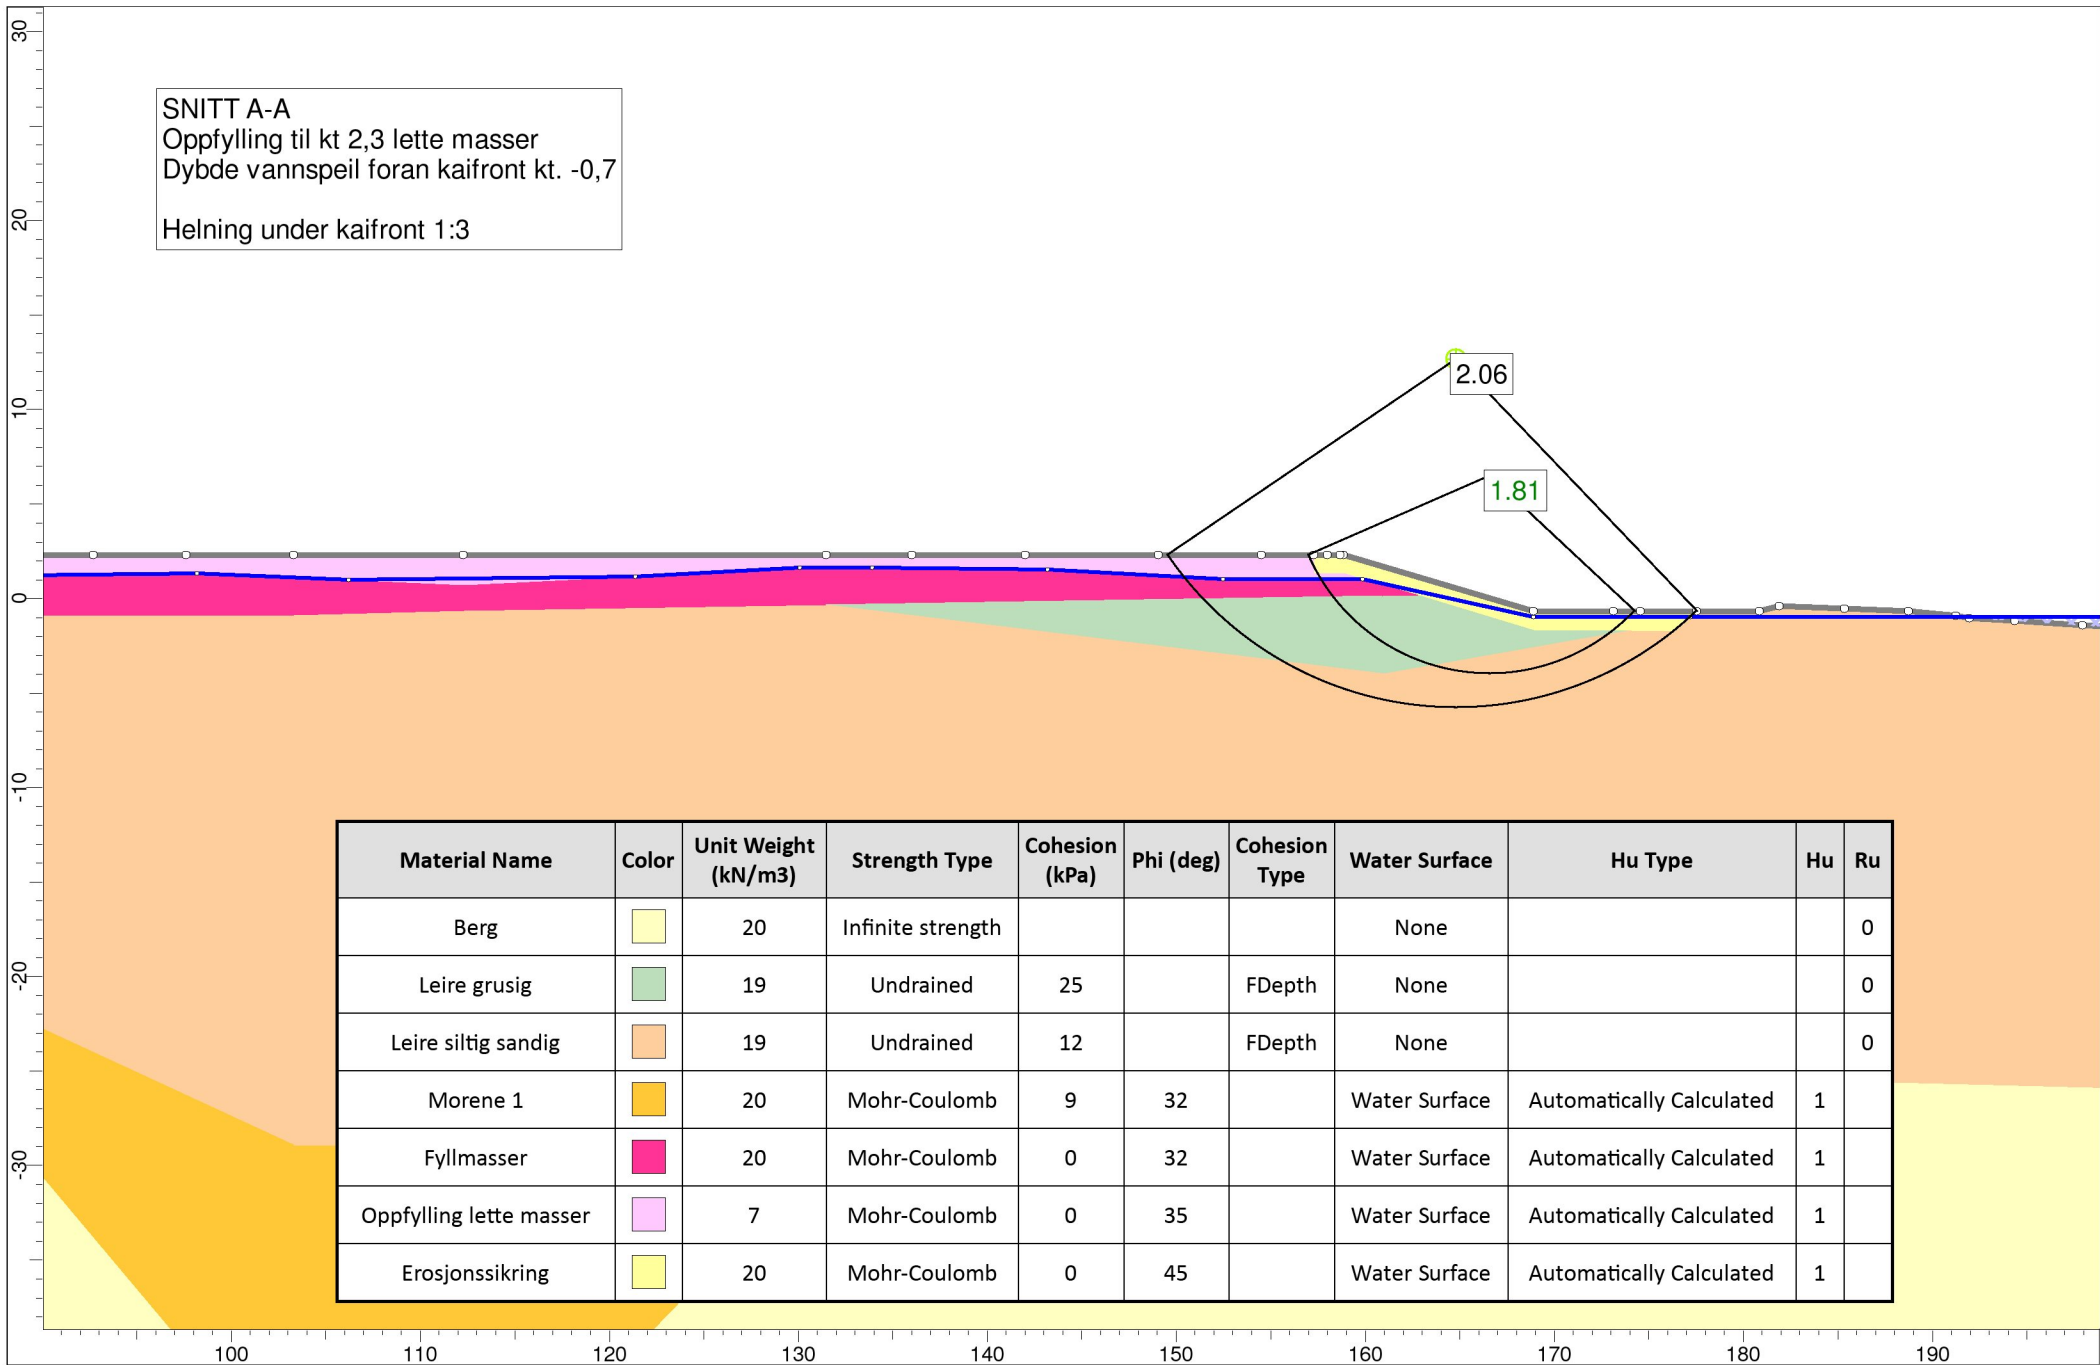 30
20
10
0
-10
-20
-30
SNITT A-A
Oppfylling til kt 2,3 lette masser
Dybde vannspeil foran kaifront kt. -0,7
Helning under kaifront 1:3
2.06
1.81
Material Name Color Unit Weight (kN/m3) Strength Type Cohesion (kPa) Phi (deg) Cohesion Type Water Surface Hu Type Hu Ru
Berg 20 Infinite strength None 0
Leire grusig 19 Undrained 25 FDepth None 0
Leire siltig sandig 19 Undrained 12 FDepth None 0
Morene 1 20 Mohr-Coulomb 9 32 Water Surface Automatically Calculated 1
Fyllmasser 20 Mohr-Coulomb 0 32 Water Surface Automatically Calculated 1
Oppfylling lette masser 7 Mohr-Coulomb 0 35 Water Surface Automatically Calculated 1
Erosjonssikring 20 Mohr-Coulomb 0 45 Water Surface Automatically Calculated 1
100 110 120 130 140 150 160 170 180 190